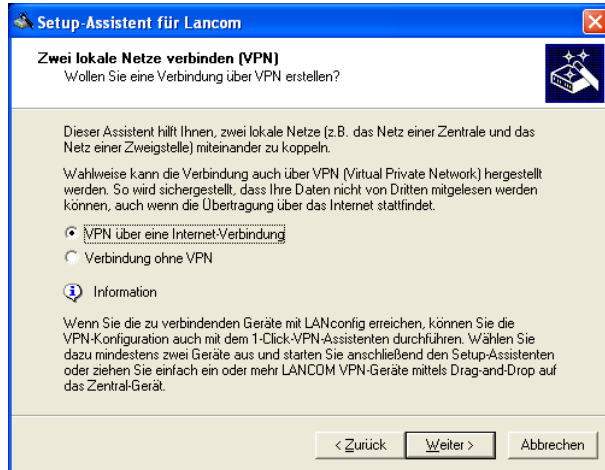 Setup-Assistent für Lancom
Zwei lokale Netze verbinden (VPN)
Wollen Sie eine Verbindung über VPN erstellen?
Dieser Assistent hilft Ihnen, zwei lokale Netze (z.B. das Netz einer Zentrale und das
Netz einer Zweigstelle) miteinander zu koppeln.
Wahlweise kann die Verbindung auch über VPN (Virtual Private Network) hergestellt
werden. So wird sichergestellt, dass Ihre Daten nicht von Dritten mitgelesen werden
können, auch wenn die Übertragung über das Internet stattfindet.
VPN über eine Internet-Verbindung
Verbindung ohne VPN
Information
Wenn Sie die zu verbindenden Geräte mit LANconfig erreichen, können Sie die
VPN-Konfiguration auch mit dem 1-Click-VPN-Assistenten durchführen. Wählen Sie
dazu mindestens zwei Geräte aus und starten Sie anschließend den Setup-Assistenten
oder ziehen Sie einfach ein oder mehr LANCOM VPN-Geräte mittels Drag-and-Drop auf
das Zentral-Gerät.
< Zurück Weiter > Abbrechen